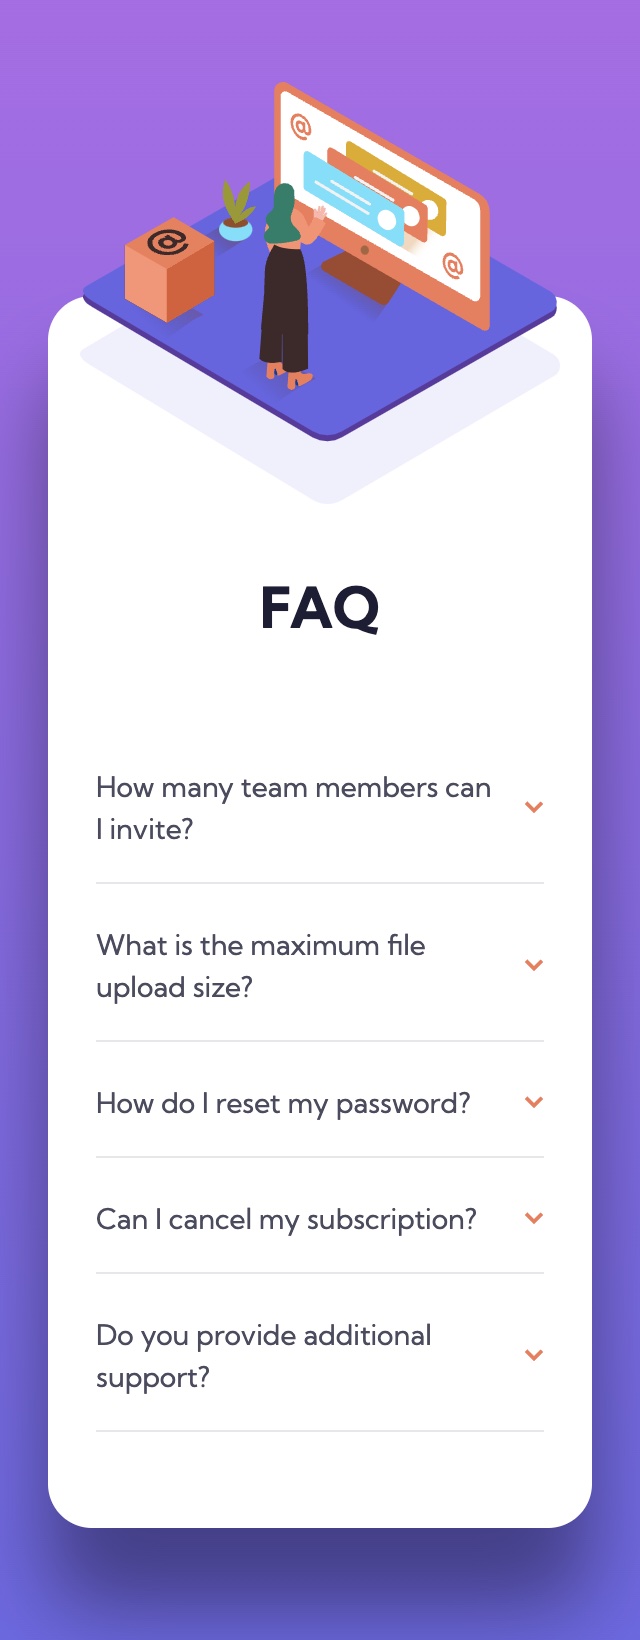 @
@
@
FAQ
How many team members can
I invite?
What is the maximum file
upload size?
How do I reset my password?
Can I cancel my subscription?
Do you provide additional
support?